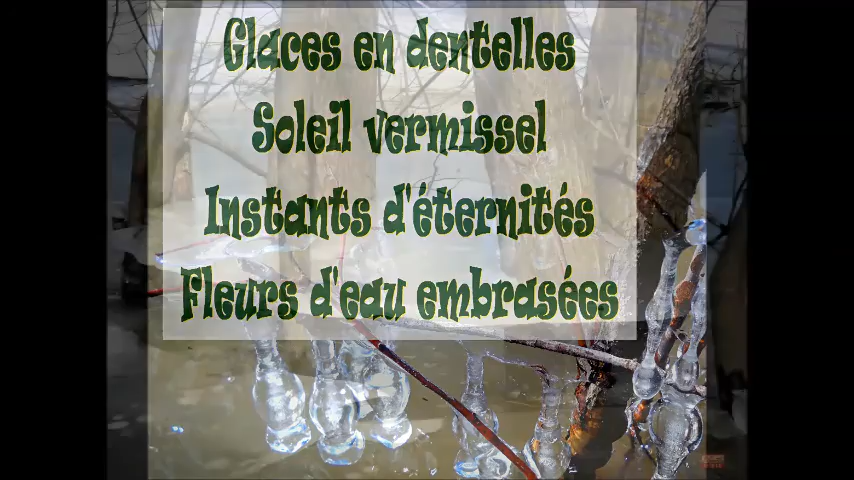 Glaces en dentelles
Soleil vermissel
Instants d'éternités
Fleurs d'eau embrasées